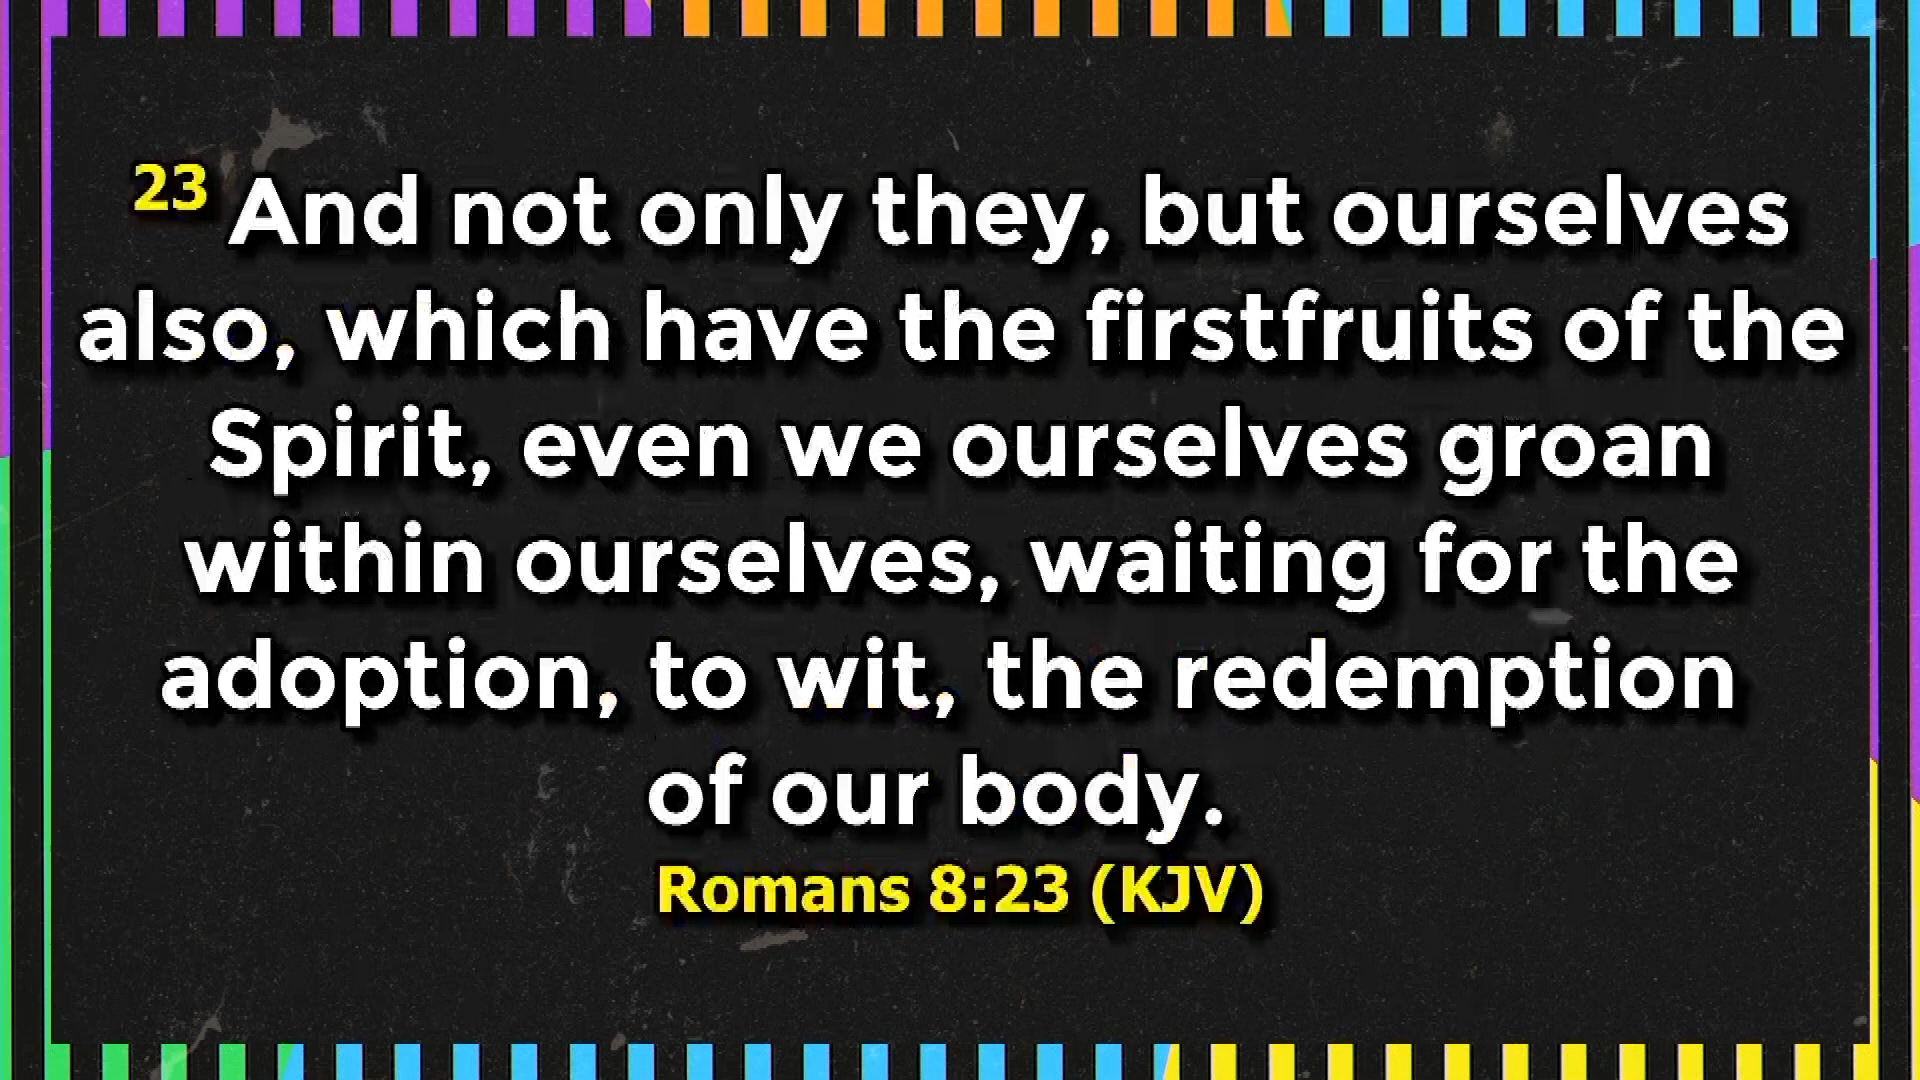 23 And not only they, but ourselves
also, which have the firstfruits of the
Spirit, even we ourselves groan
within ourselves, waiting for the
adoption, to wit, the redemption
of our body.
Romans 8:23 (KJV)